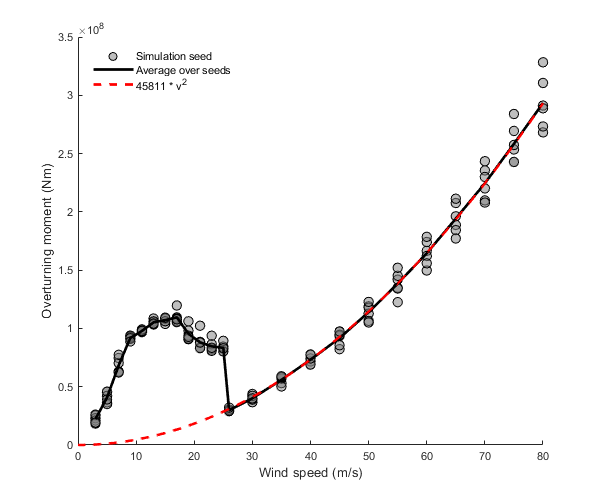 ×10⁸
3.5
3
2.5
2
1.5
1
0.5
0
Simulation seed
Average over seeds
45811 * v²
Overturning moment (Nm)
0 10 20 30 40 50 60 70 80
Wind speed (m/s)